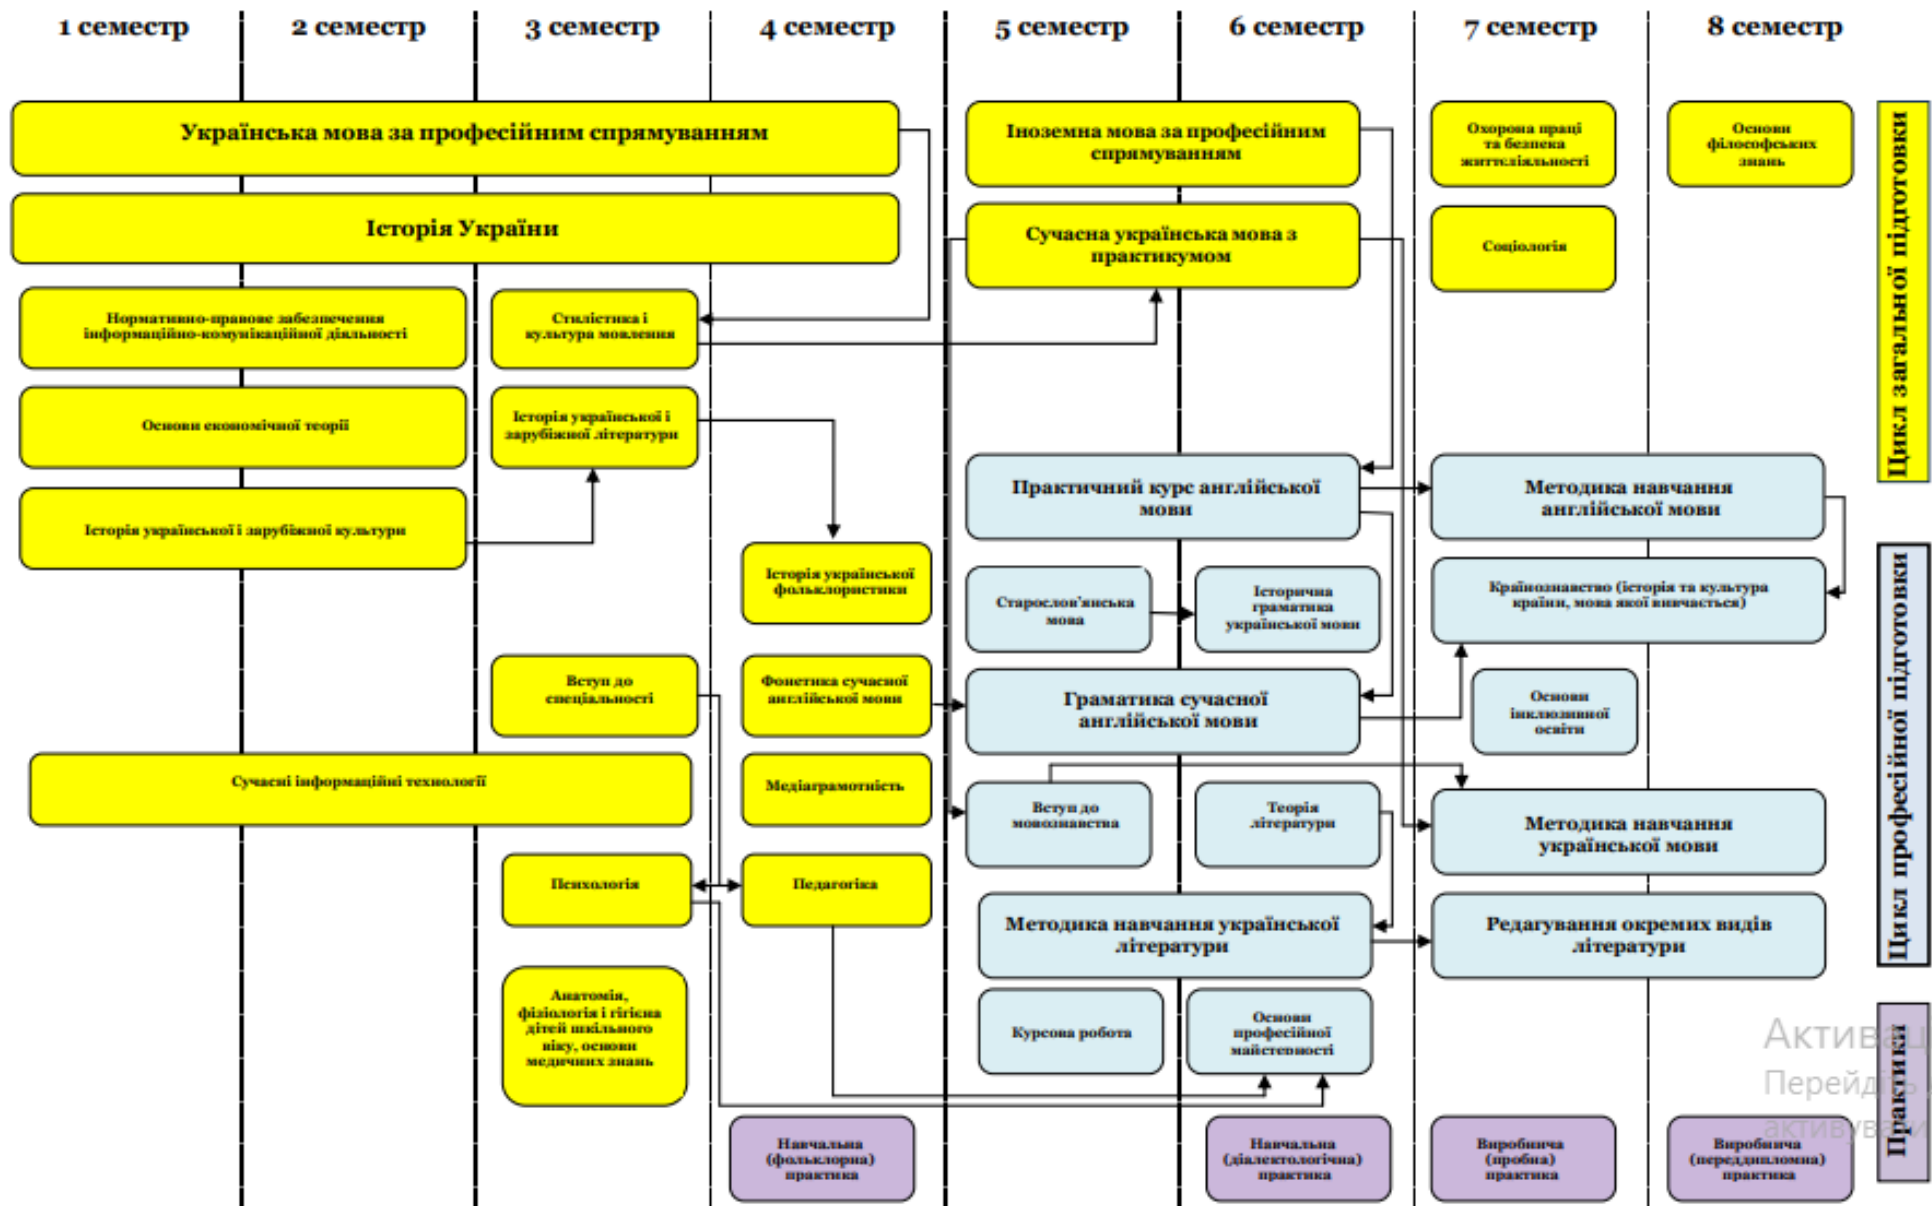 1 семестр
2 семестр
3 семестр
4 семестр
5 семестр
6 семестр
7 семестр
8 семестр
Українська мова за професійним спрямуванням
Іноземна мова за професійним
спрямуванням
Охорона праці
та безпека
життєдіяльності
Основи
філософських
знань
Історія України
Сучасна українська мова з
практикумом
Соціологія
Нормативно-правове забезпечення
інформаційно-комунікаційної діяльності
Стилістика і
культура мовлення
Основи економічної теорії
Історія української і
зарубіжної літератури
Практичний курс англійської
мови
Методика навчання
англійської мови
Історія української і зарубіжної культури
Історія української
фольклористики
Старослов'янська
мова
Історична
граматика
української мови
Країнознавство (історія та культура
країни, мова якої вивчається)
Вступ до
спеціальності
Фонетика сучасної
англійської мови
Граматика сучасної
англійської мови
Основи
інклюзивної
освіти
Сучасні інформаційні технології
Медіаграмотність
Вступ до
мовознавства
Теорія
літератури
Методика навчання
української мови
Психологія
Педагогіка
Методика навчання української
літератури
Редагування окремих видів
літератури
Анатомія,
фізіологія і гігієна
дітей шкільного
віку, основи
медичних знань
Курсова робота
Основи
професійної
майстерності
Навчальна
(фольклорна)
практика
Навчальна
(діалектологічна)
практика
Виробнича
(пробна)
практика
Виробнича
(переддипломна)
практика
Цикл загальної підготовки
Цикл професійної підготовки
Практики
Актив
Перейдіть
активувати